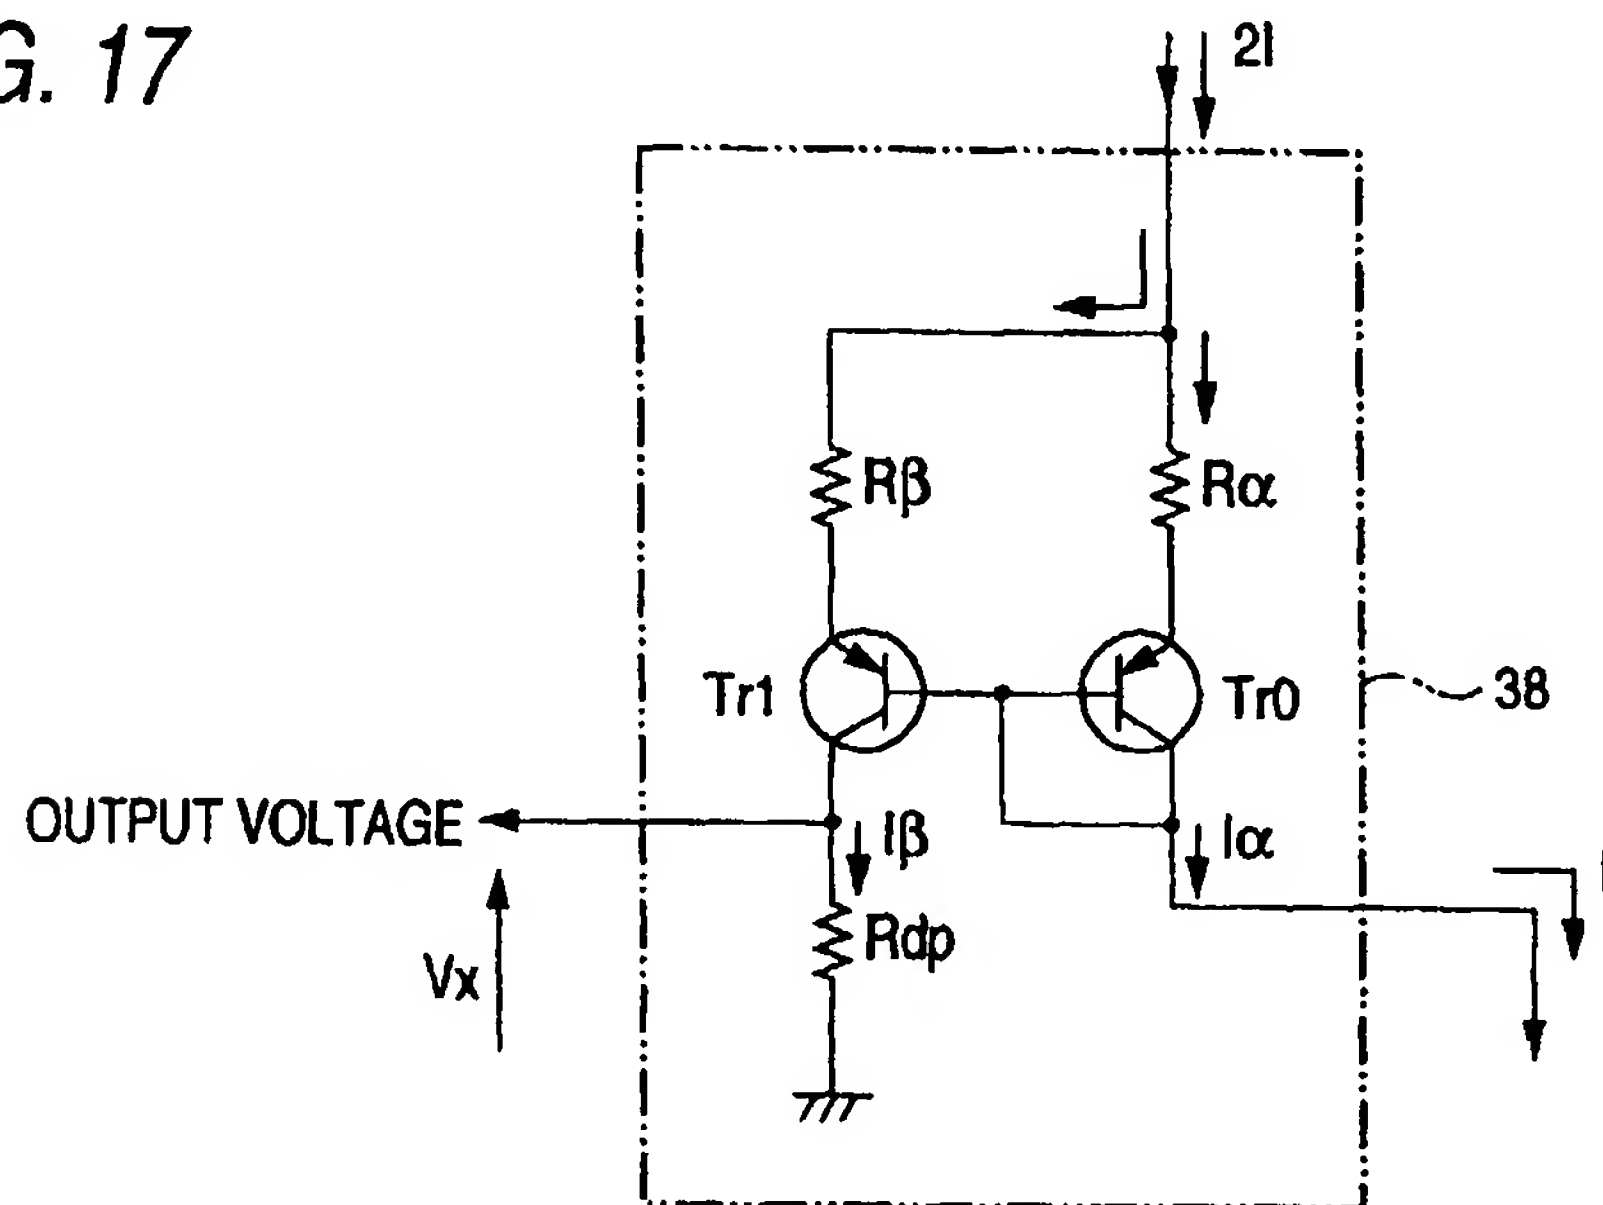 G. 17
2I
Rβ
Rα
Tr1
Tr0
38
OUTPUT VOLTAGE
Iβ
Iα
Vx
Rdp